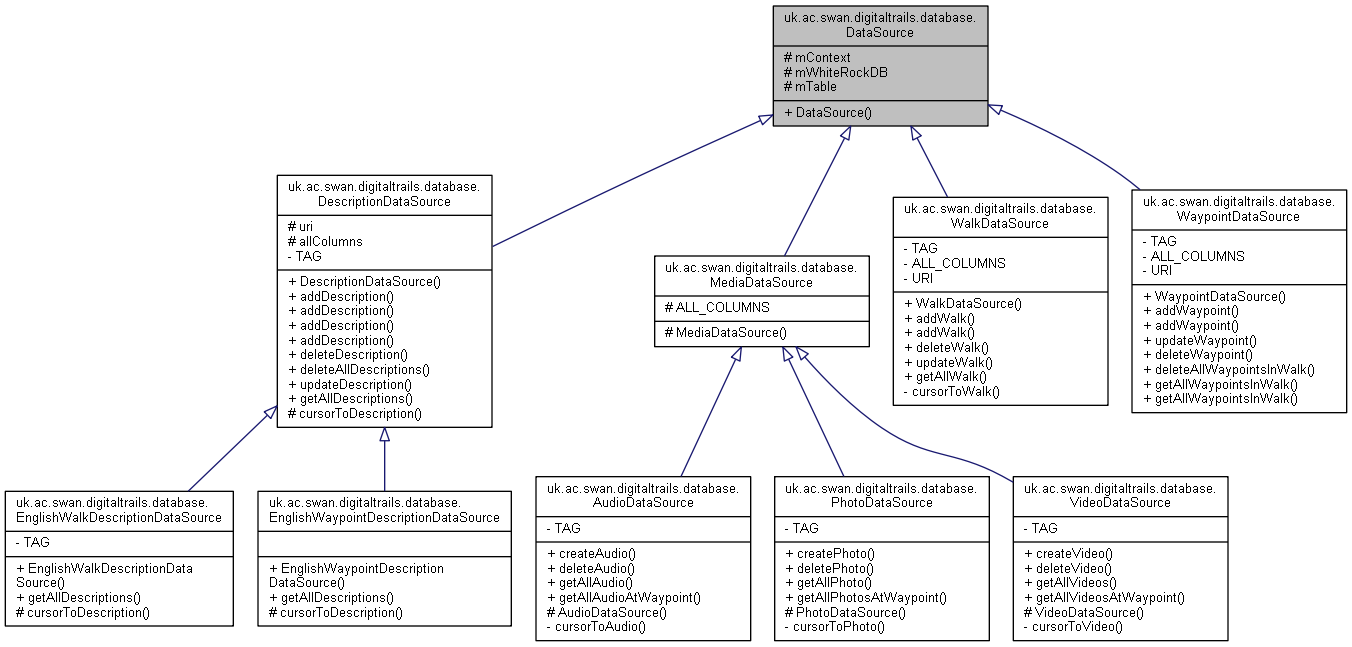 uk.ac.swan.digitaltrails.database.
DataSource
# mContext
# mWhiteRockDB
# mTable
+ DataSource()
uk.ac.swan.digitaltrails.database.
DescriptionDataSource
# uri
# allColumns
- TAG
+ DescriptionDataSource()
+ addDescription()
+ addDescription()
+ addDescription()
+ addDescription()
+ deleteDescription()
+ deleteAllDescriptions()
+ updateDescription()
+ getAllDescriptions()
# cursorToDescription()
uk.ac.swan.digitaltrails.database.
MediaDataSource
# ALL_COLUMNS
# MediaDataSource()
uk.ac.swan.digitaltrails.database.
WalkDataSource
- TAG
- ALL_COLUMNS
- URI
+ WalkDataSource()
+ addWalk()
+ addWalk()
+ deleteWalk()
+ updateWalk()
+ getAllWalk()
- cursorToWalk()
uk.ac.swan.digitaltrails.database.
WaypointDataSource
- TAG
- ALL_COLUMNS
- URI
+ WaypointDataSource()
+ addWaypoint()
+ addWaypoint()
+ updateWaypoint()
+ deleteWaypoint()
+ deleteAllWaypointsInWalk()
+ getAllWaypointsInWalk()
+ getAllWaypointsInWalk()
uk.ac.swan.digitaltrails.database.
EnglishWalkDescriptionDataSource
- TAG
+ EnglishWalkDescriptionData
Source()
+ getAllDescriptions()
# cursorToDescription()
uk.ac.swan.digitaltrails.database.
EnglishWaypointDescriptionDataSource
+ EnglishWaypointDescription
DataSource()
+ getAllDescriptions()
# cursorToDescription()
uk.ac.swan.digitaltrails.database.
AudioDataSource
- TAG
+ createAudio()
+ deleteAudio()
+ getAllAudio()
+ getAllAudioAtWaypoint()
# AudioDataSource()
- cursorToAudio()
uk.ac.swan.digitaltrails.database.
PhotoDataSource
- TAG
+ createPhoto()
+ deletePhoto()
+ getAllPhoto()
+ getAllPhotosAtWaypoint()
# PhotoDataSource()
- cursorToPhoto()
uk.ac.swan.digitaltrails.database.
VideoDataSource
- TAG
+ createVideo()
+ deleteVideo()
+ getAllVideos()
+ getAllVideosAtWaypoint()
# VideoDataSource()
- cursorToVideo()